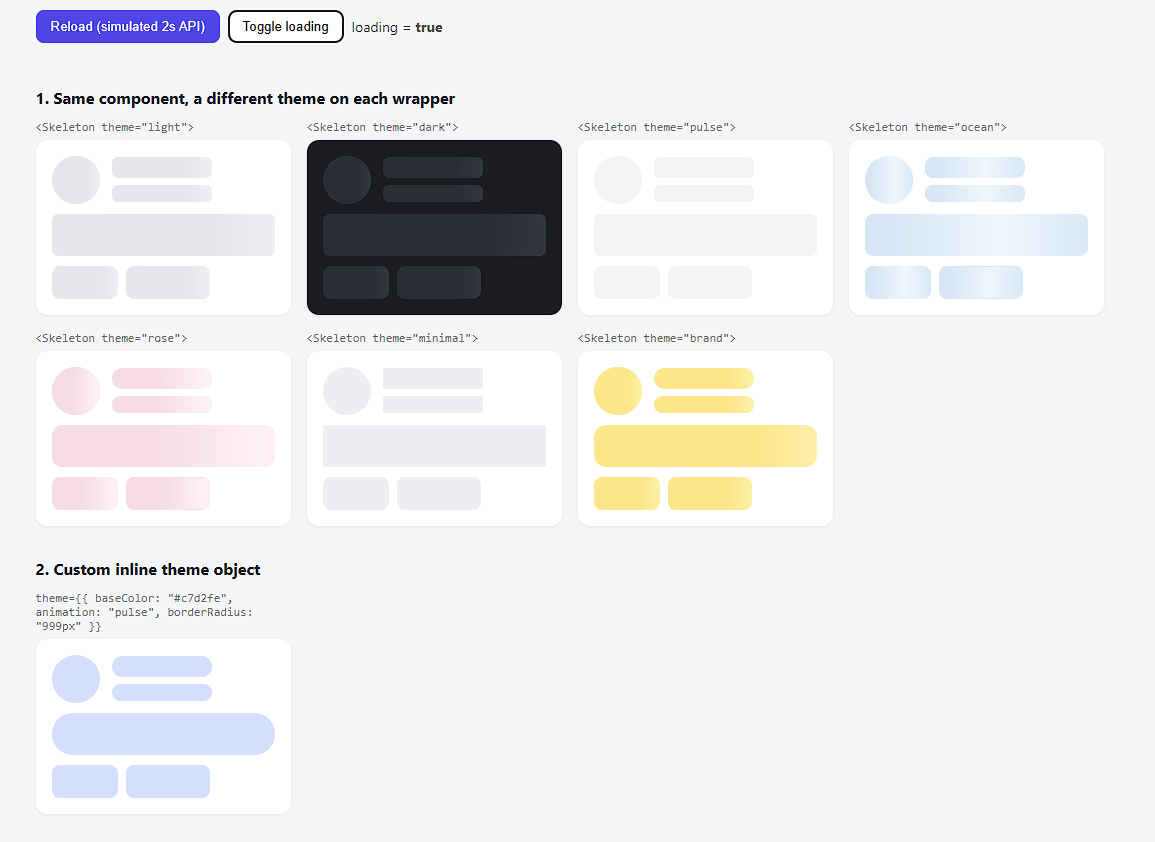 Reload (simulated 2s API) Toggle loading loading = true
1. Same component, a different theme on each wrapper
<Skeleton theme="light"> <Skeleton theme="dark"> <Skeleton theme="pulse"> <Skeleton theme="ocean">
<Skeleton theme="rose"> <Skeleton theme="minimal"> <Skeleton theme="brand">
2. Custom inline theme object
theme={{ baseColor: "#c7d2fe",
animation: "pulse", borderRadius:
"999px" }}